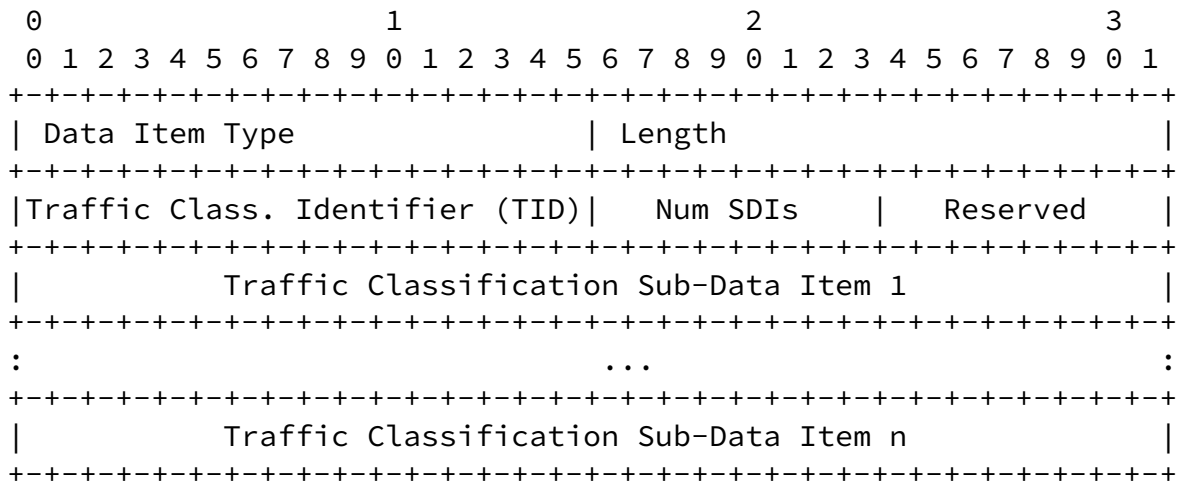 0                   1                   2                   3
 0 1 2 3 4 5 6 7 8 9 0 1 2 3 4 5 6 7 8 9 0 1 2 3 4 5 6 7 8 9 0 1
+-+-+-+-+-+-+-+-+-+-+-+-+-+-+-+-+-+-+-+-+-+-+-+-+-+-+-+-+-+-+-+-+
| Data Item Type                | Length                        |
+-+-+-+-+-+-+-+-+-+-+-+-+-+-+-+-+-+-+-+-+-+-+-+-+-+-+-+-+-+-+-+-+
|Traffic Class. Identifier (TID)|   Num SDIs    |   Reserved    |
+-+-+-+-+-+-+-+-+-+-+-+-+-+-+-+-+-+-+-+-+-+-+-+-+-+-+-+-+-+-+-+-+
|           Traffic Classification Sub-Data Item 1              |
+-+-+-+-+-+-+-+-+-+-+-+-+-+-+-+-+-+-+-+-+-+-+-+-+-+-+-+-+-+-+-+-+
:                                ...                            :
+-+-+-+-+-+-+-+-+-+-+-+-+-+-+-+-+-+-+-+-+-+-+-+-+-+-+-+-+-+-+-+-+
|           Traffic Classification Sub-Data Item n              |
+-+-+-+-+-+-+-+-+-+-+-+-+-+-+-+-+-+-+-+-+-+-+-+-+-+-+-+-+-+-+-+-+